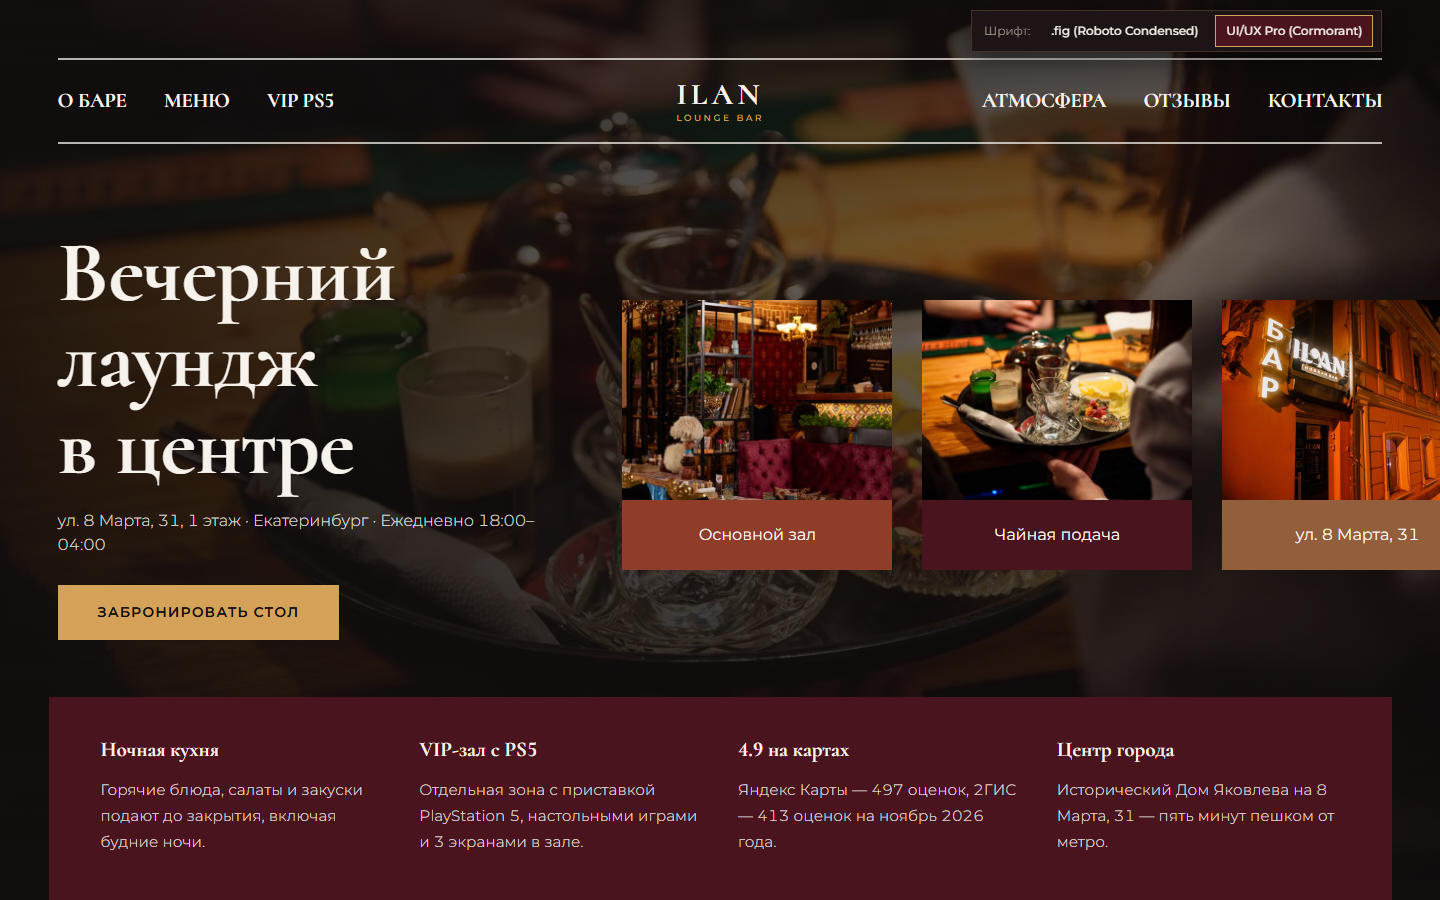 Шрифт: .fig (Roboto Condensed) UI/UX Pro (Cormorant)
О БАРЕ МЕНЮ VIP PS5
ILAN
LOUNGE BAR
АТМОСФЕРА ОТЗЫВЫ КОНТАКТЫ
Вечерний
лаундж
в центре
ул. 8 Марта, 31, 1 этаж · Екатеринбург · Ежедневно 18:00–
04:00
ЗАБРОНИРОВАТЬ СТОЛ
Основной зал
Чайная подача
БАР
ILAN
ул. 8 Марта, 31
Ночная кухня
Горячие блюда, салаты и закуски
подают до закрытия, включая
будние ночи.
VIP-зал с PS5
Отдельная зона с приставкой
PlayStation 5, настольными играми
и 3 экранами в зале.
4.9 на картах
Яндекс Карты — 497 оценок, 2ГИС
— 413 оценок на ноябрь 2026
года.
Центр города
Исторический Дом Яковлева на 8
Марта, 31 — пять минут пешком от
метро.